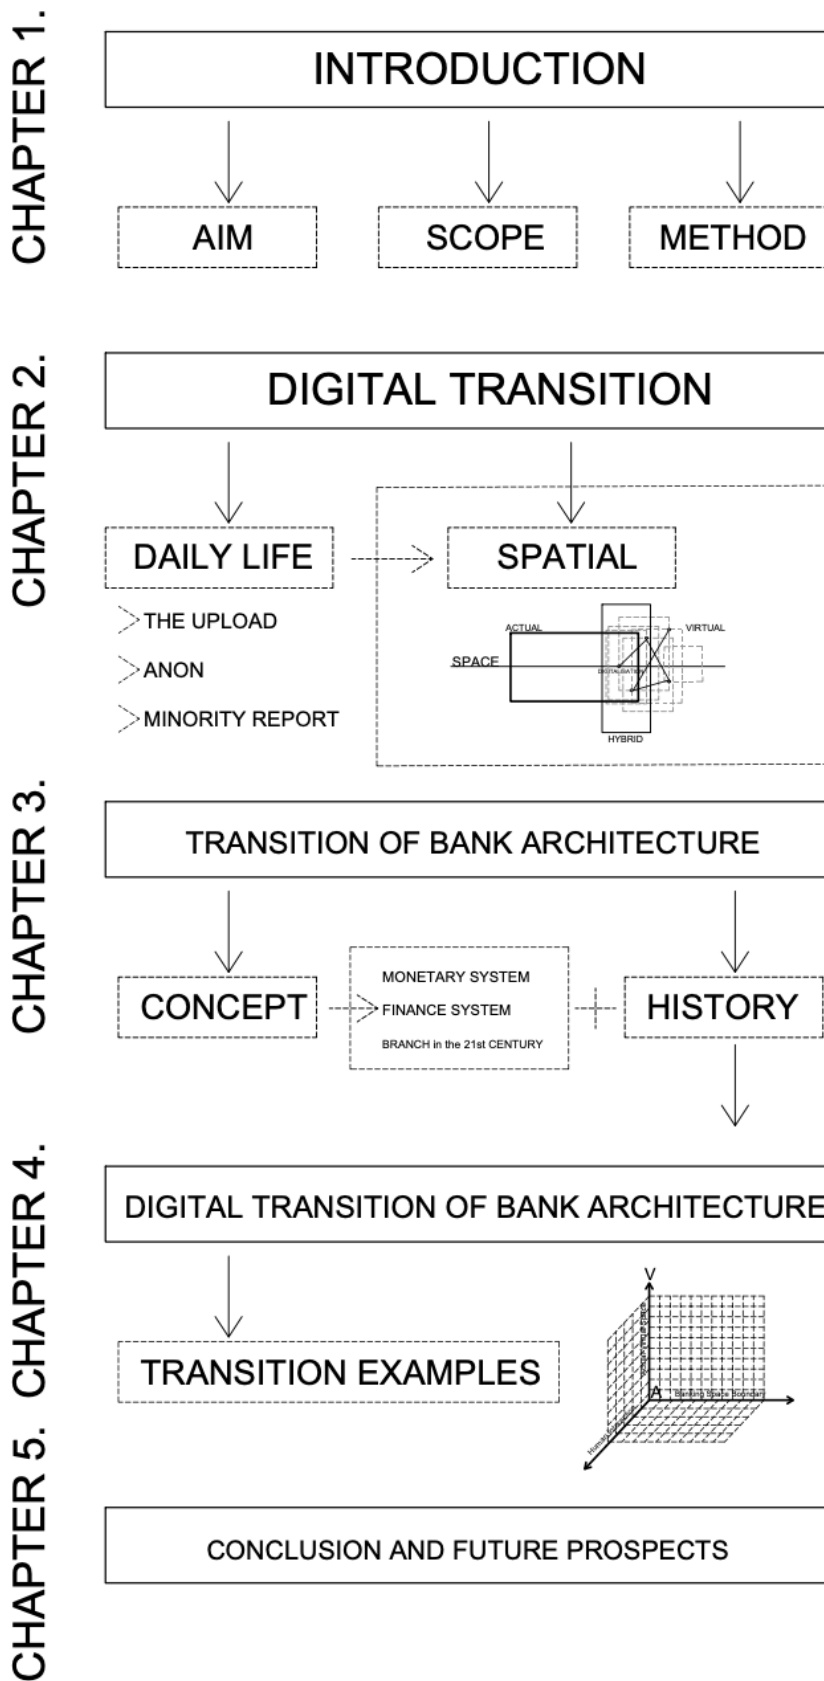 CHAPTER 1.
INTRODUCTION
AIM
SCOPE
METHOD
CHAPTER 2.
DIGITAL TRANSITION
DAILY LIFE
SPATIAL
THE UPLOAD
ANON
MINORITY REPORT
ACTUAL
VIRTUAL
SPACE
DIGITALISATION
HYBRID
CHAPTER 3.
TRANSITION OF BANK ARCHITECTURE
CONCEPT
MONETARY SYSTEM
FINANCE SYSTEM
BRANCH in the 21st CENTURY
HISTORY
CHAPTER 4.
DIGITAL TRANSITION OF BANK ARCHITECTURE
TRANSITION EXAMPLES
V
A
Banking Space Boundary
Human
CHAPTER 5.
CONCLUSION AND FUTURE PROSPECTS